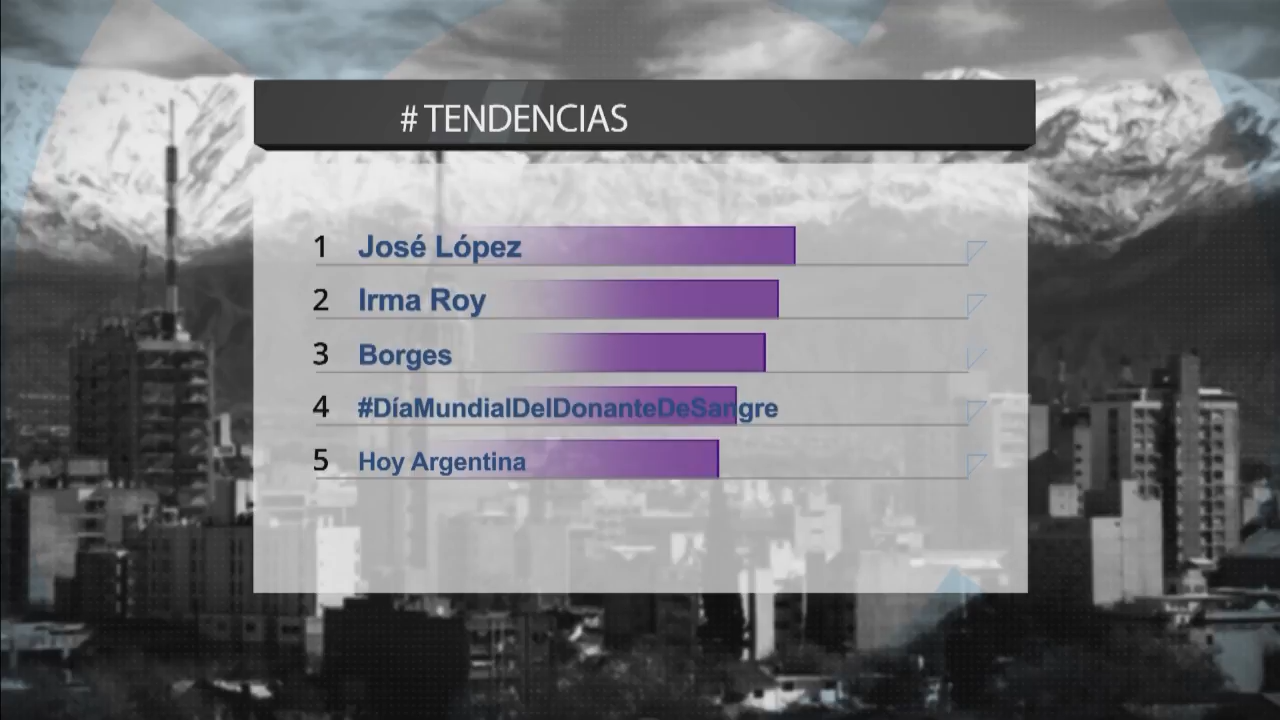 # TENDENCIAS
1 José López
2 Irma Roy
3 Borges
4 #DíaMundialDelDonanteDeSangre
5 Hoy Argentina